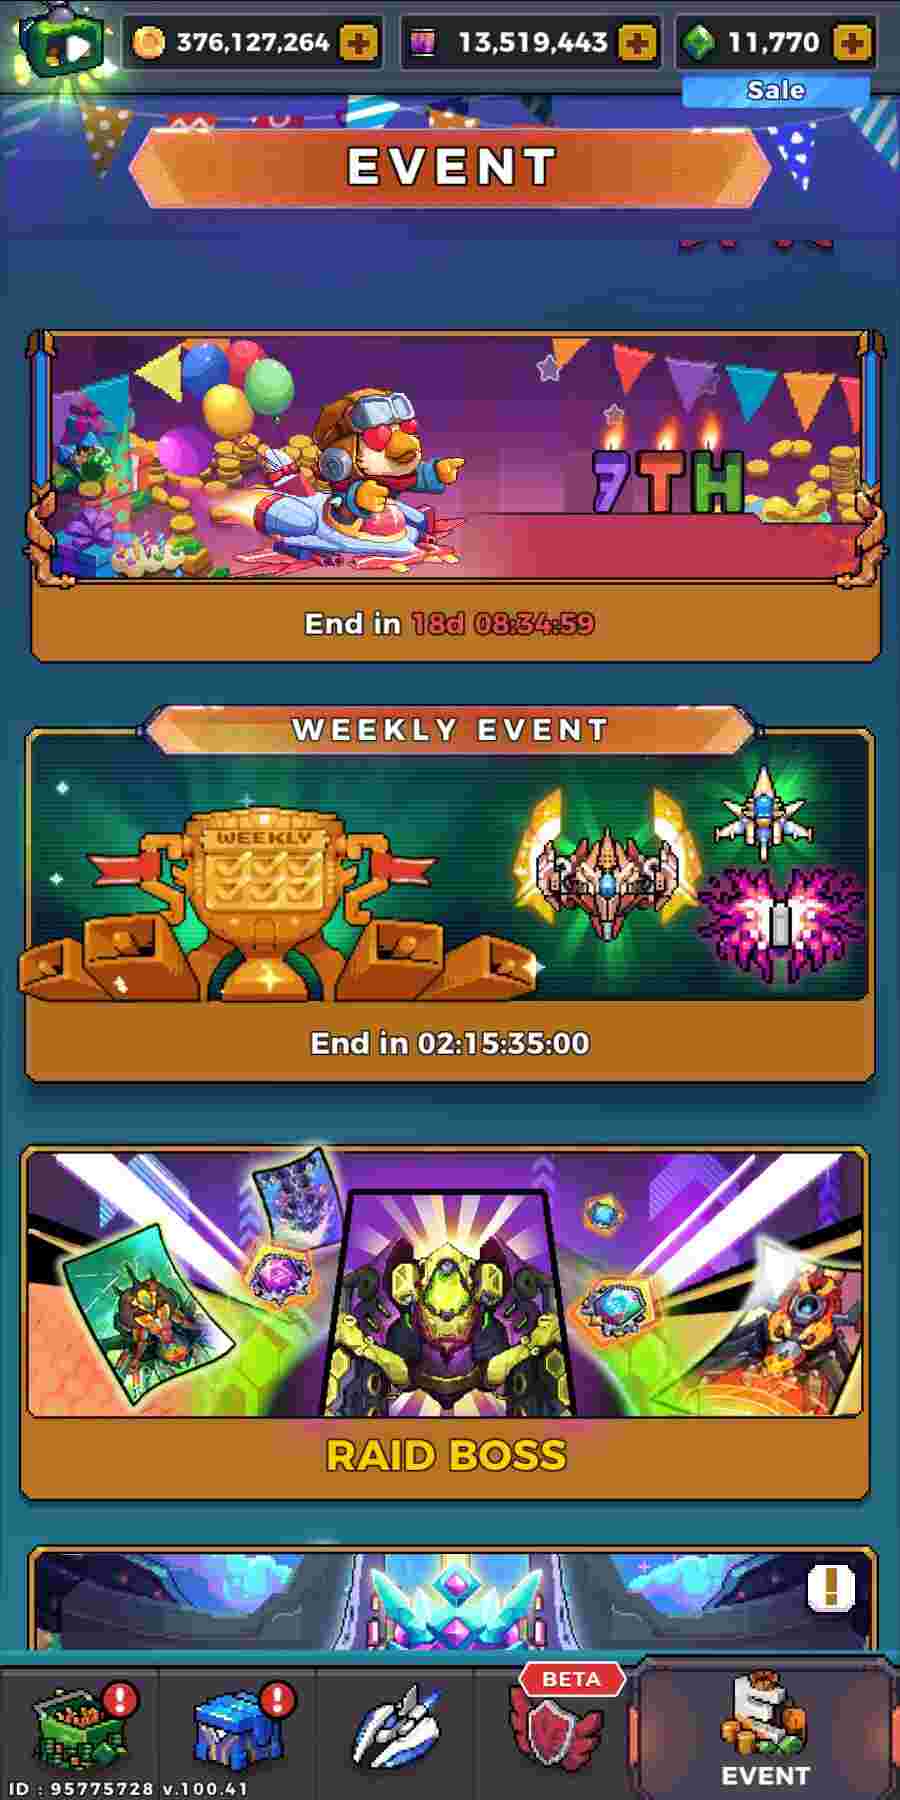 376,127,264
13,519,443
11,770
Sale
EVENT
7TH
End in 18d 08:34:59
WEEKLY EVENT
WEEKLY
End in 02:15:35:00
RAID BOSS
BETA
EVENT
ID : 95775728 v.100.41